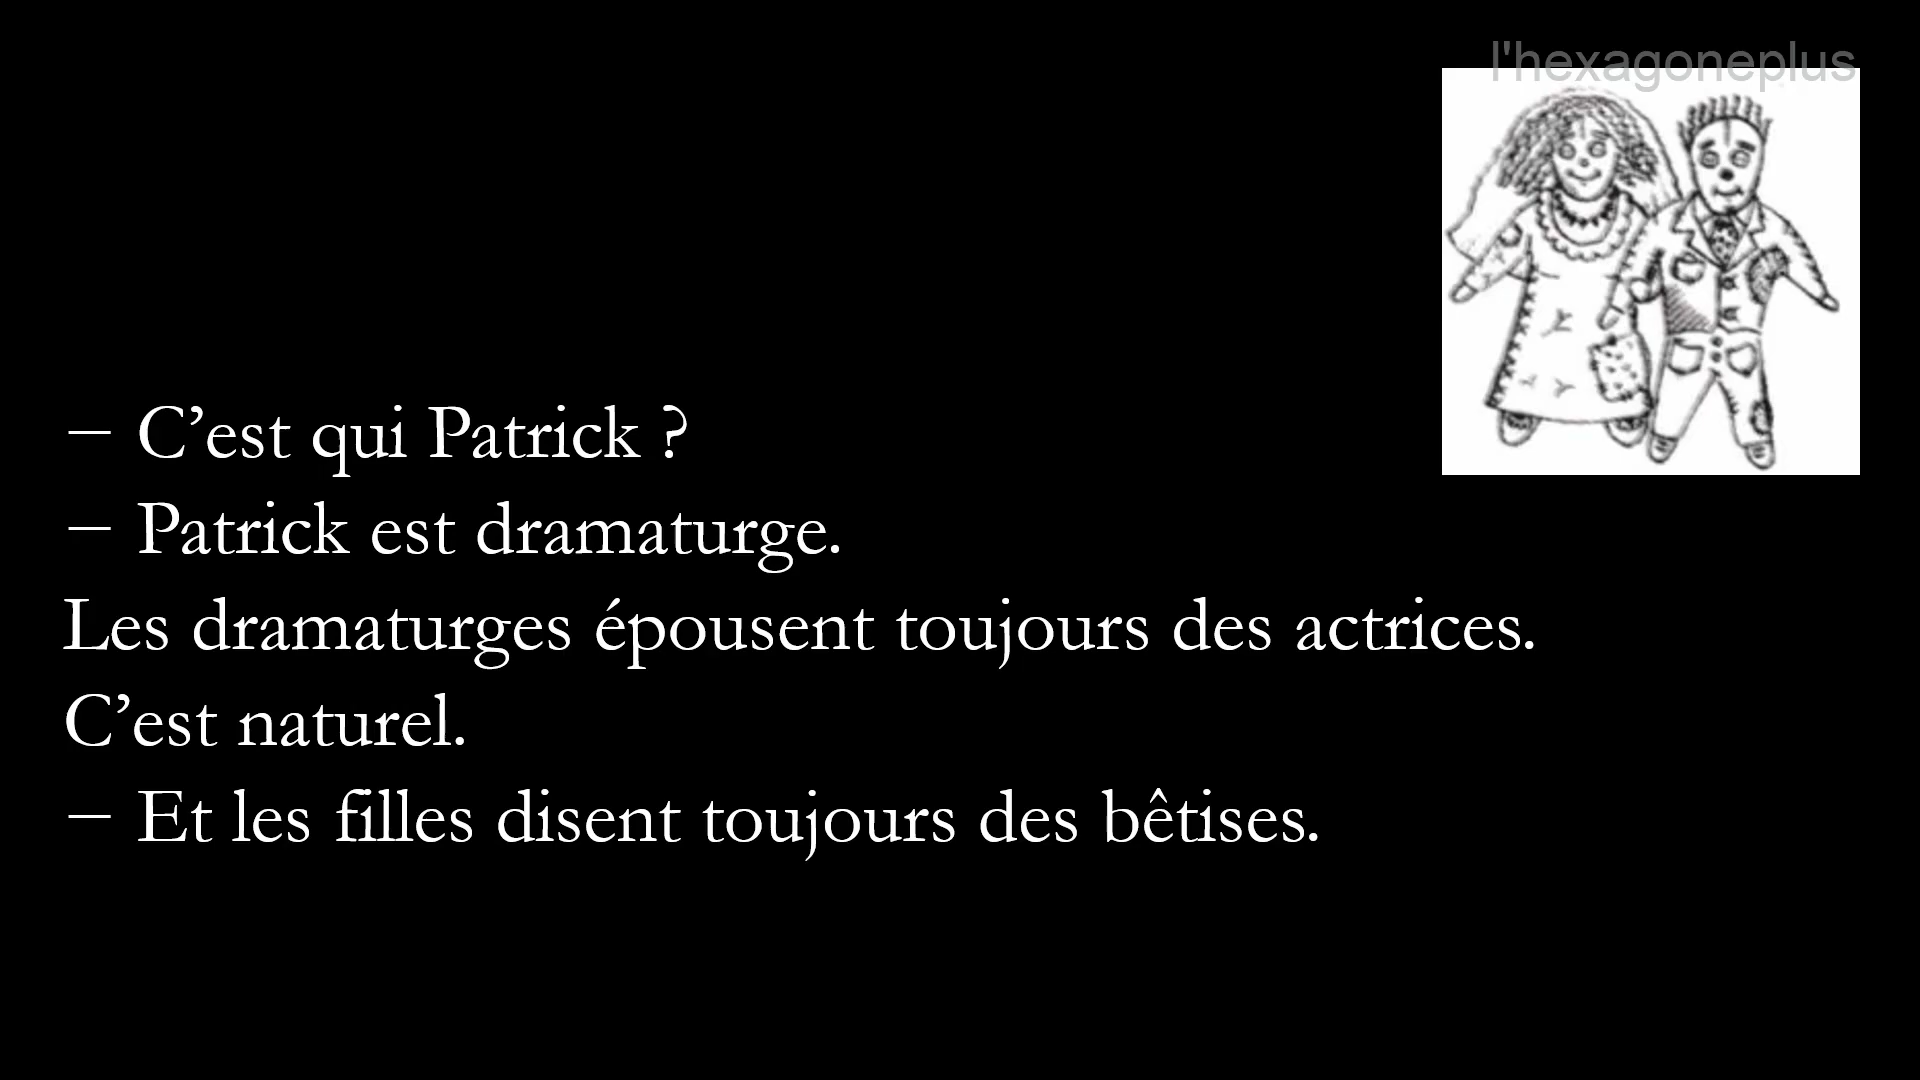 l'hexagoneplus
– C’est qui Patrick ?
– Patrick est dramaturge.
Les dramaturges épousent toujours des actrices.
C’est naturel.
– Et les filles disent toujours des bêtises.